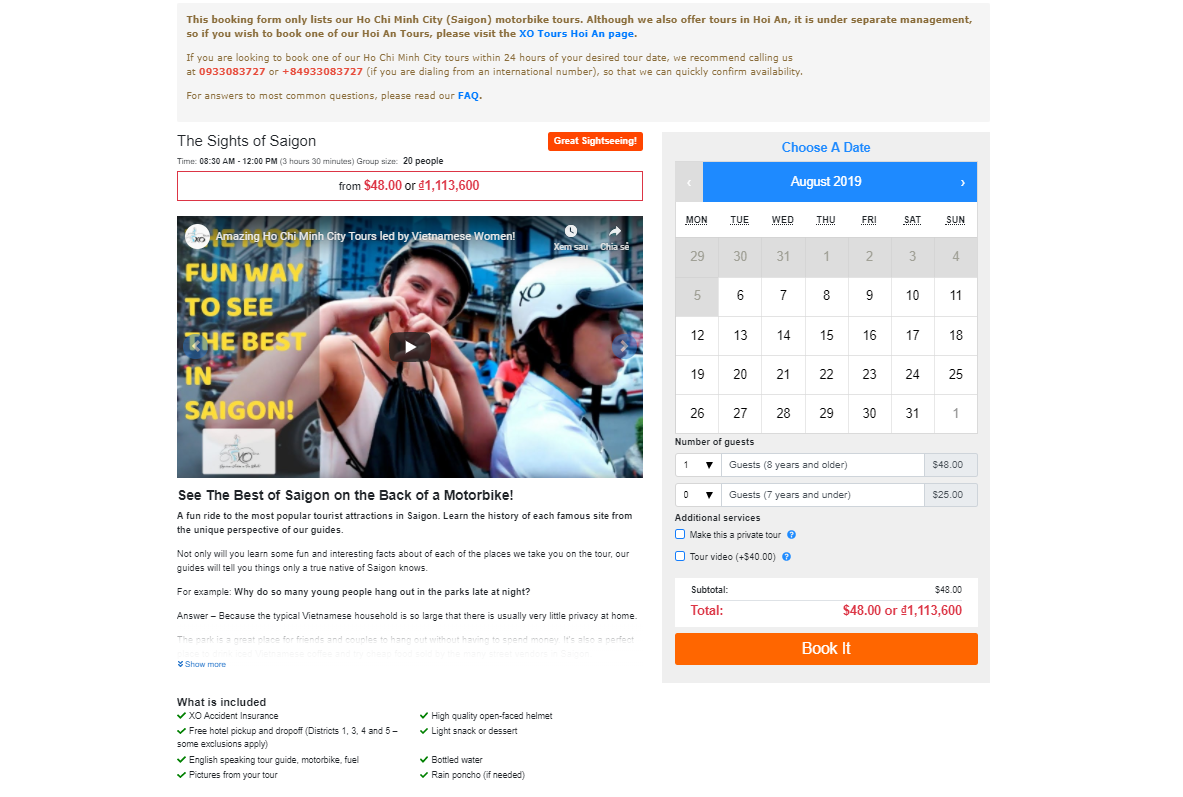 This booking form only lists our Ho Chi Minh City (Saigon) motorbike tours. Although we also offer tours in Hoi An, it is under separate management,
so if you wish to book one of our Hoi An Tours, please visit the XO Tours Hoi An page.
If you are looking to book one of our Ho Chi Minh City tours within 24 hours of your desired tour date, we recommend calling us
at 0933083727 or +84933083727 (if you are dialing from an international number), so that we can quickly confirm availability.
For answers to most common questions, please read our FAQ.
The Sights of Saigon
Great Sightseeing!
Time: 08:30 AM - 12:00 PM (3 hours 30 minutes) Group size: 20 people
from $48.00 or ₫1,113,600
Amazing Ho Chi Minh City Tours led by Vietnamese Women!
Xem sau
Chia sẻ
THE MOST
FUN WAY
TO SEE
THE BEST
IN
SAIGON!
XO
XO
XO
See The Best of Saigon on the Back of a Motorbike!
A fun ride to the most popular tourist attractions in Saigon. Learn the history of each famous site from
the unique perspective of our guides.
Not only will you learn some fun and interesting facts about of each of the places we take you on the tour, our
guides will tell you things only a true native of Saigon knows.
For example: Why do so many young people hang out in the parks late at night?
Answer – Because the typical Vietnamese household is so large that there is usually very little privacy at home.
The park is a great place for friends and couples to hang out without having to spend money. It's also a perfect
Show more
What is included
XO Accident Insurance
High quality open-faced helmet
Free hotel pickup and dropoff (Districts 1, 3, 4 and 5 –
some exclusions apply)
Light snack or dessert
English speaking tour guide, motorbike, fuel
Bottled water
Pictures from your tour
Rain poncho (if needed)
Choose A Date
‹ August 2019 ›
MON TUE WED THU FRI SAT SUN
29 30 31 1 2 3 4
5 6 7 8 9 10 11
12 13 14 15 16 17 18
19 20 21 22 23 24 25
26 27 28 29 30 31 1
Number of guests
1 Guests (8 years and older) $48.00
0 Guests (7 years and under) $25.00
Additional services
Make this a private tour ?
Tour video (+$40.00) ?
Subtotal: $48.00
Total: $48.00 or ₫1,113,600
Book It